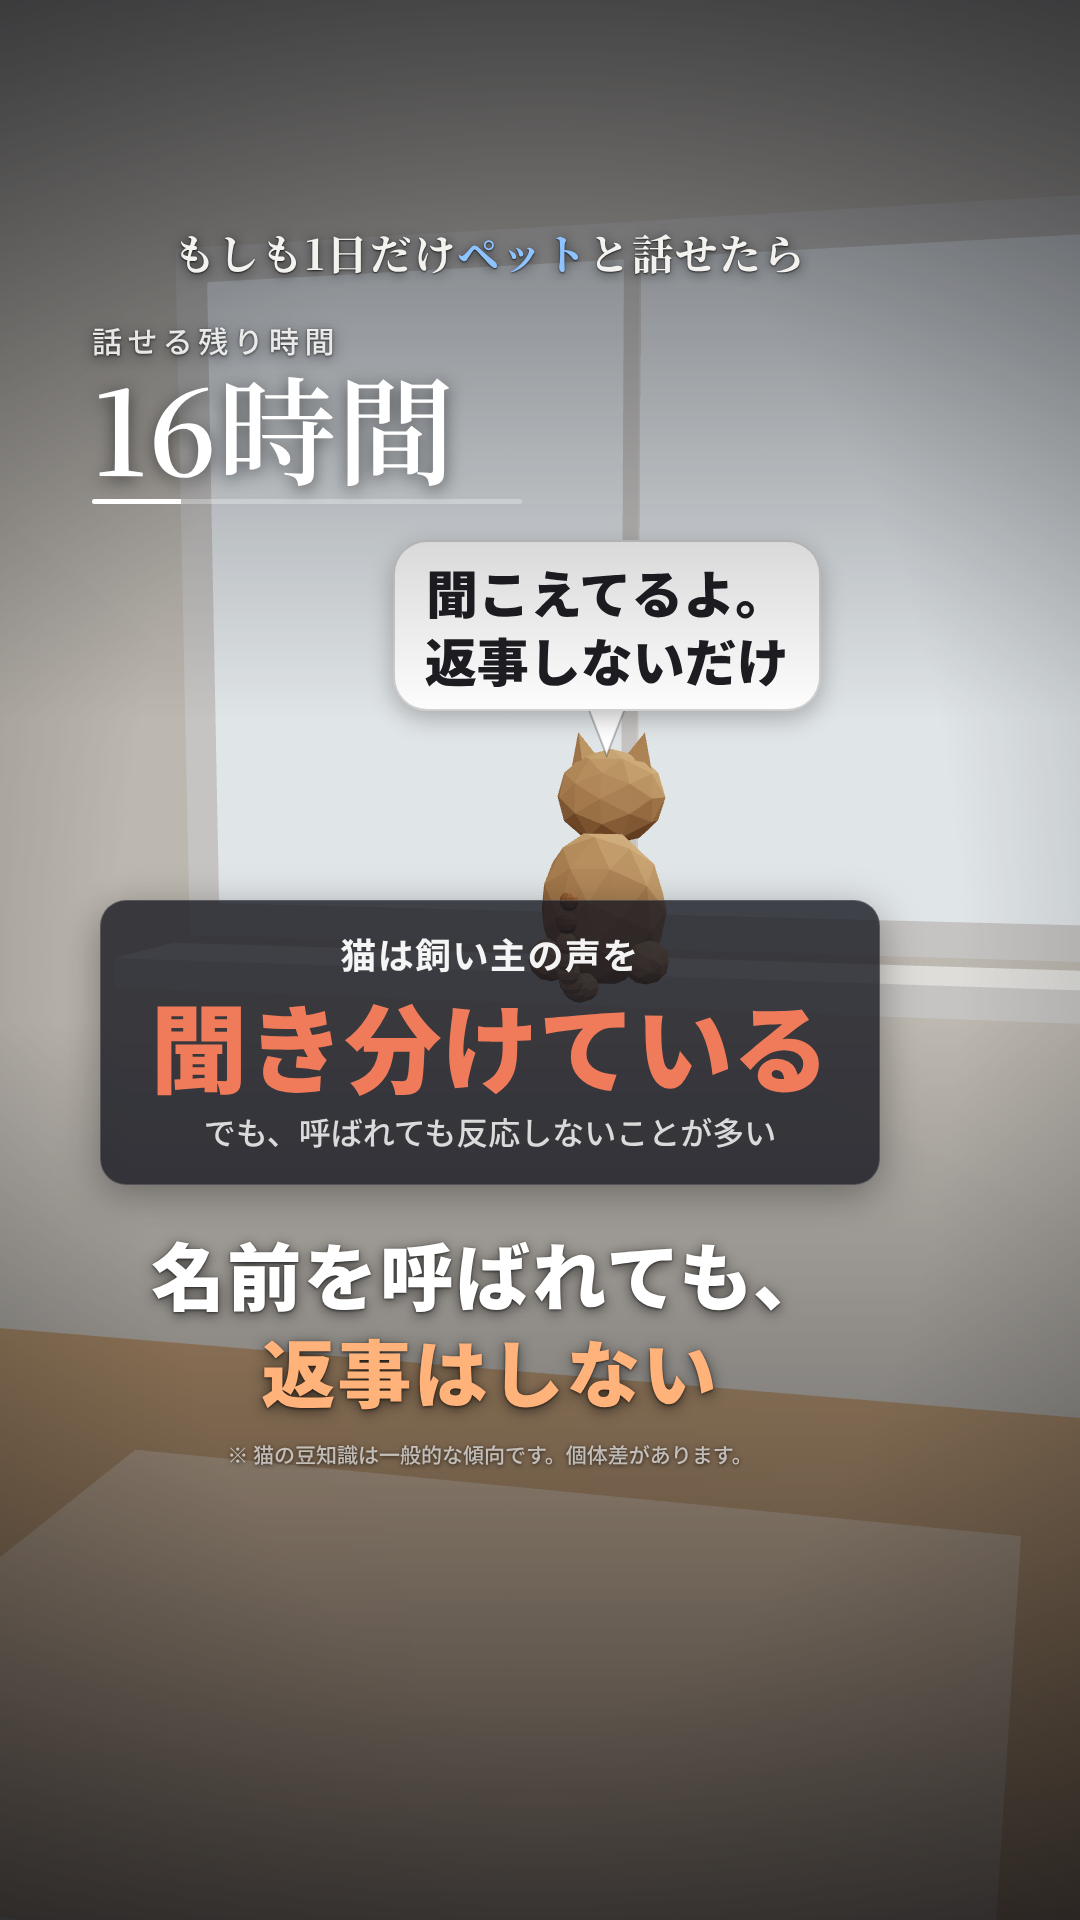 もしも1日だけペットと話せたら
話せる残り時間
16時間
聞こえてるよ。
返事しないだけ
猫は飼い主の声を
聞き分けている
でも、呼ばれても反応しないことが多い
名前を呼ばれても、
返事はしない
※ 猫の豆知識は一般的な傾向です。個体差があります。